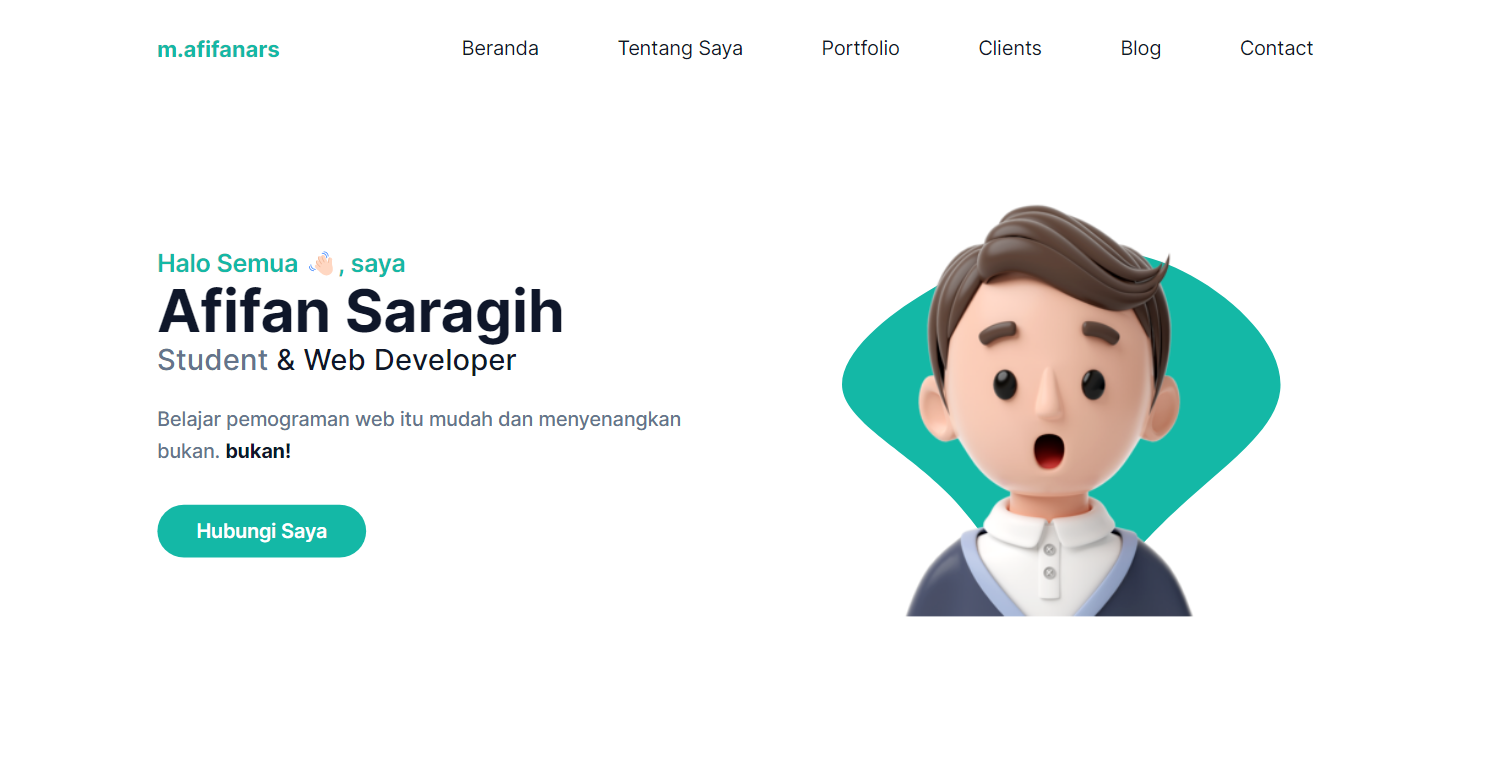 m.afifanars
Beranda
Tentang Saya
Portfolio
Clients
Blog
Contact
Halo Semua 👋🏻, saya
Afifan Saragih
Student & Web Developer
Belajar pemograman web itu mudah dan menyenangkan
bukan. bukan!
Hubungi Saya